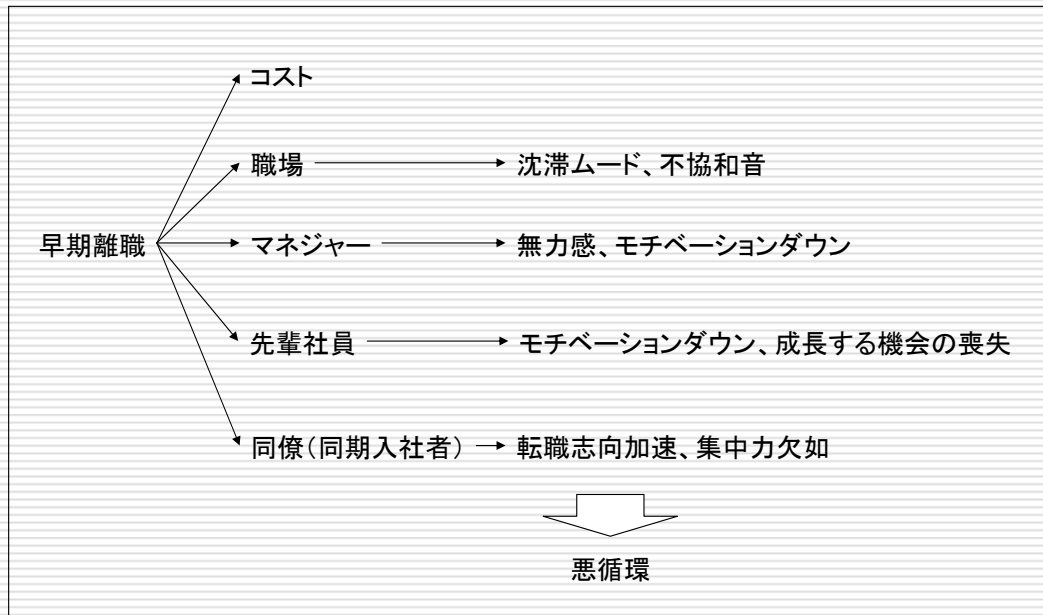 コスト
職場 沈滞ムード、不協和音
早期離職 マネジャー 無力感、モチベーションダウン
先輩社員 モチベーションダウン、成長する機会の喪失
同僚(同期入社者) 転職志向加速、集中力欠如
悪循環